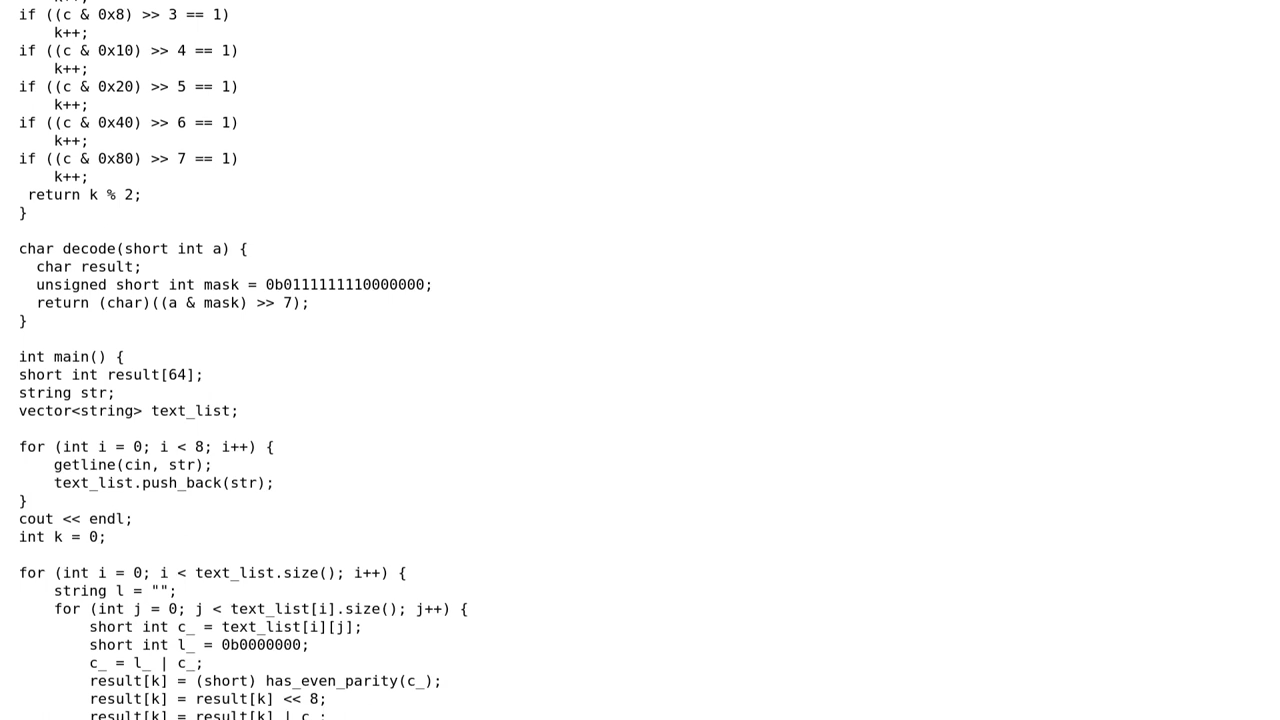 k++;
if ((c & 0x8) >> 3 == 1)
    k++;
if ((c & 0x10) >> 4 == 1)
    k++;
if ((c & 0x20) >> 5 == 1)
    k++;
if ((c & 0x40) >> 6 == 1)
    k++;
if ((c & 0x80) >> 7 == 1)
    k++;
 return k % 2;
}

char decode(short int a) {
  char result;
  unsigned short int mask = 0b0111111110000000;
  return (char)((a & mask) >> 7);
}

int main() {
short int result[64];
string str;
vector<string> text_list;

for (int i = 0; i < 8; i++) {
    getline(cin, str);
    text_list.push_back(str);
}
cout << endl;
int k = 0;

for (int i = 0; i < text_list.size(); i++) {
    string l = "";
    for (int j = 0; j < text_list[i].size(); j++) {
        short int c_ = text_list[i][j];
        short int l_ = 0b0000000;
        c_ = l_ | c_;
        result[k] = (short) has_even_parity(c_);
        result[k] = result[k] << 8;
        result[k] = result[k] | c_;